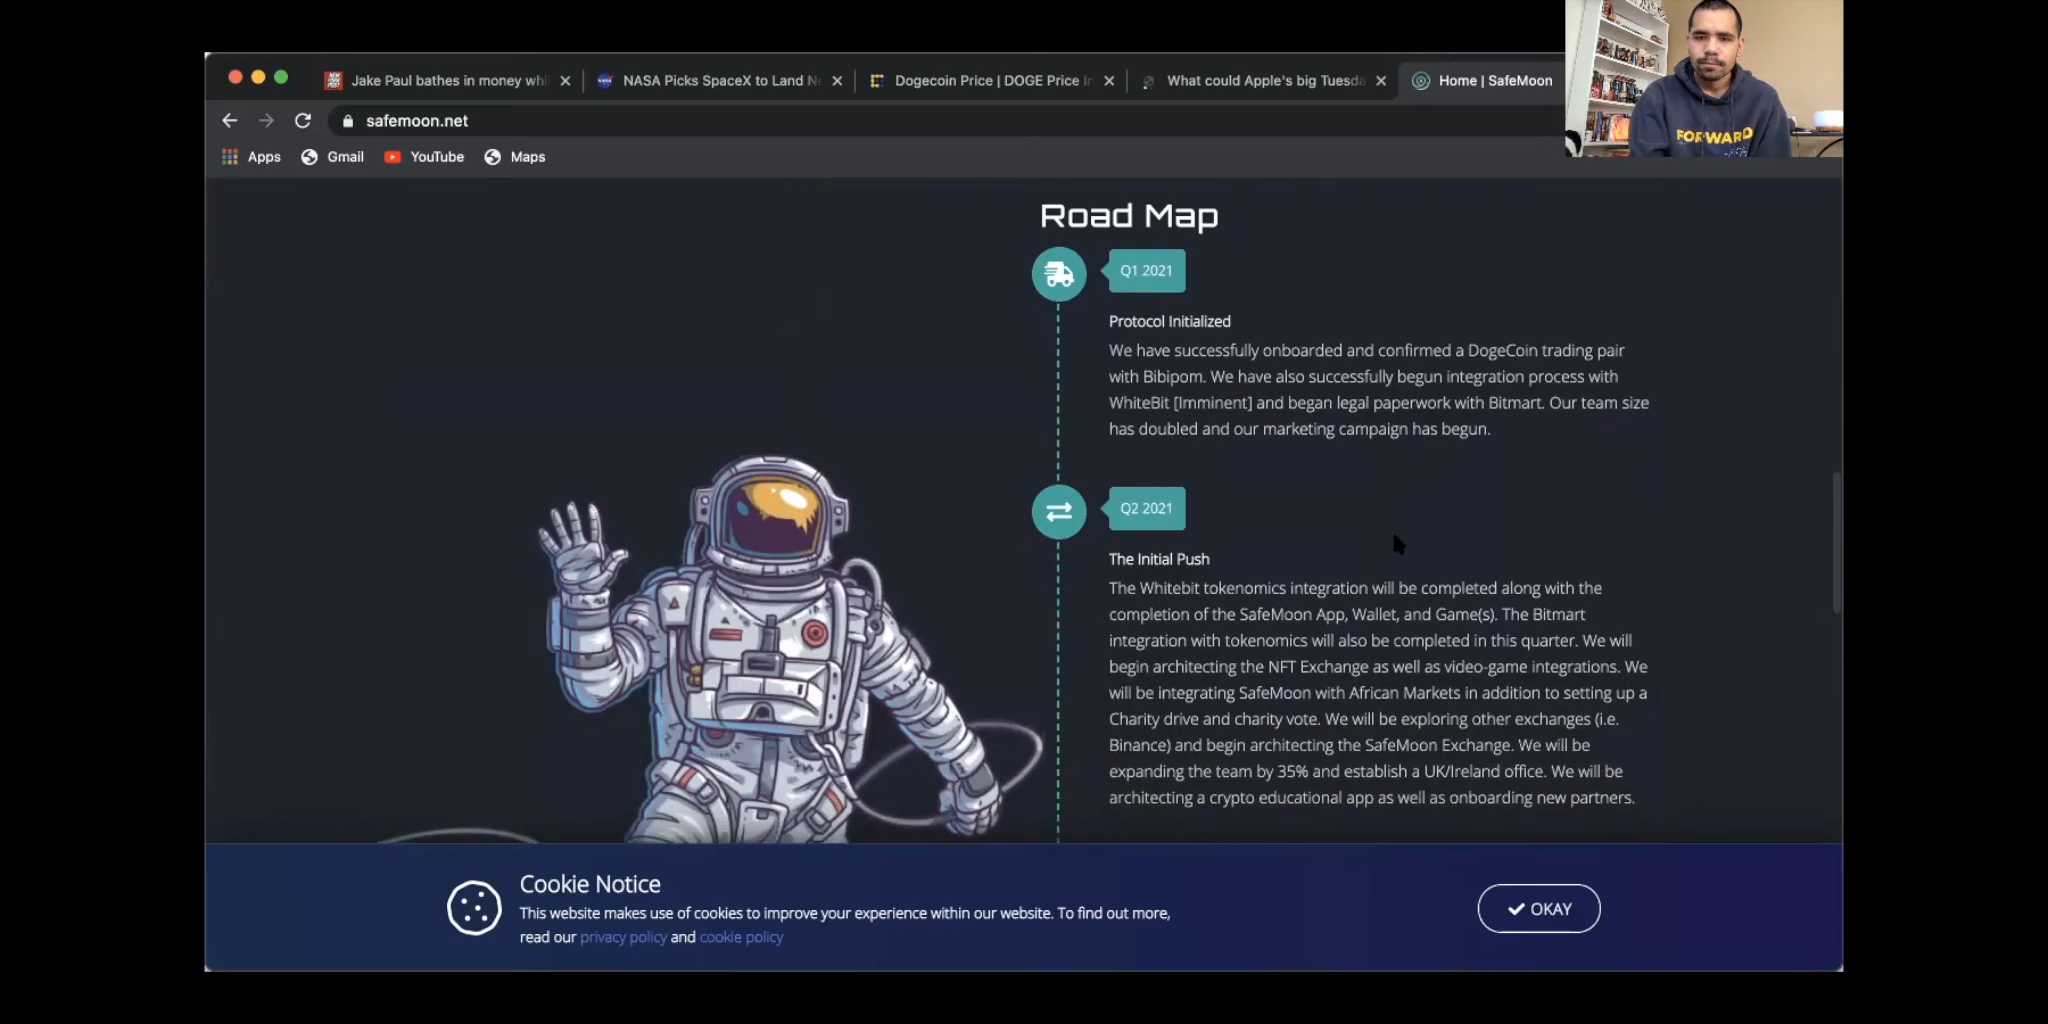 Jake Paul bathes in money whi
NASA Picks SpaceX to Land Ne
Dogecoin Price | DOGE Price In
What could Apple's big Tuesda
Home | SafeMoon
safemoon.net
Apps
Gmail
YouTube
Maps
FORWARD
Road Map
Q1 2021
Protocol Initialized
We have successfully onboarded and confirmed a DogeCoin trading pair
with Bibipom. We have also successfully begun integration process with
WhiteBit [Imminent] and began legal paperwork with Bitmart. Our team size
has doubled and our marketing campaign has begun.
Q2 2021
The Initial Push
The Whitebit tokenomics integration will be completed along with the
completion of the SafeMoon App, Wallet, and Game(s). The Bitmart
integration with tokenomics will also be completed in this quarter. We will
begin architecting the NFT Exchange as well as video-game integrations. We
will be integrating SafeMoon with African Markets in addition to setting up a
Charity drive and charity vote. We will be exploring other exchanges (i.e.
Binance) and begin architecting the SafeMoon Exchange. We will be
expanding the team by 35% and establish a UK/Ireland office. We will be
architecting a crypto educational app as well as onboarding new partners.
Cookie Notice
This website makes use of cookies to improve your experience within our website. To find out more,
read our privacy policy and cookie policy
OKAY